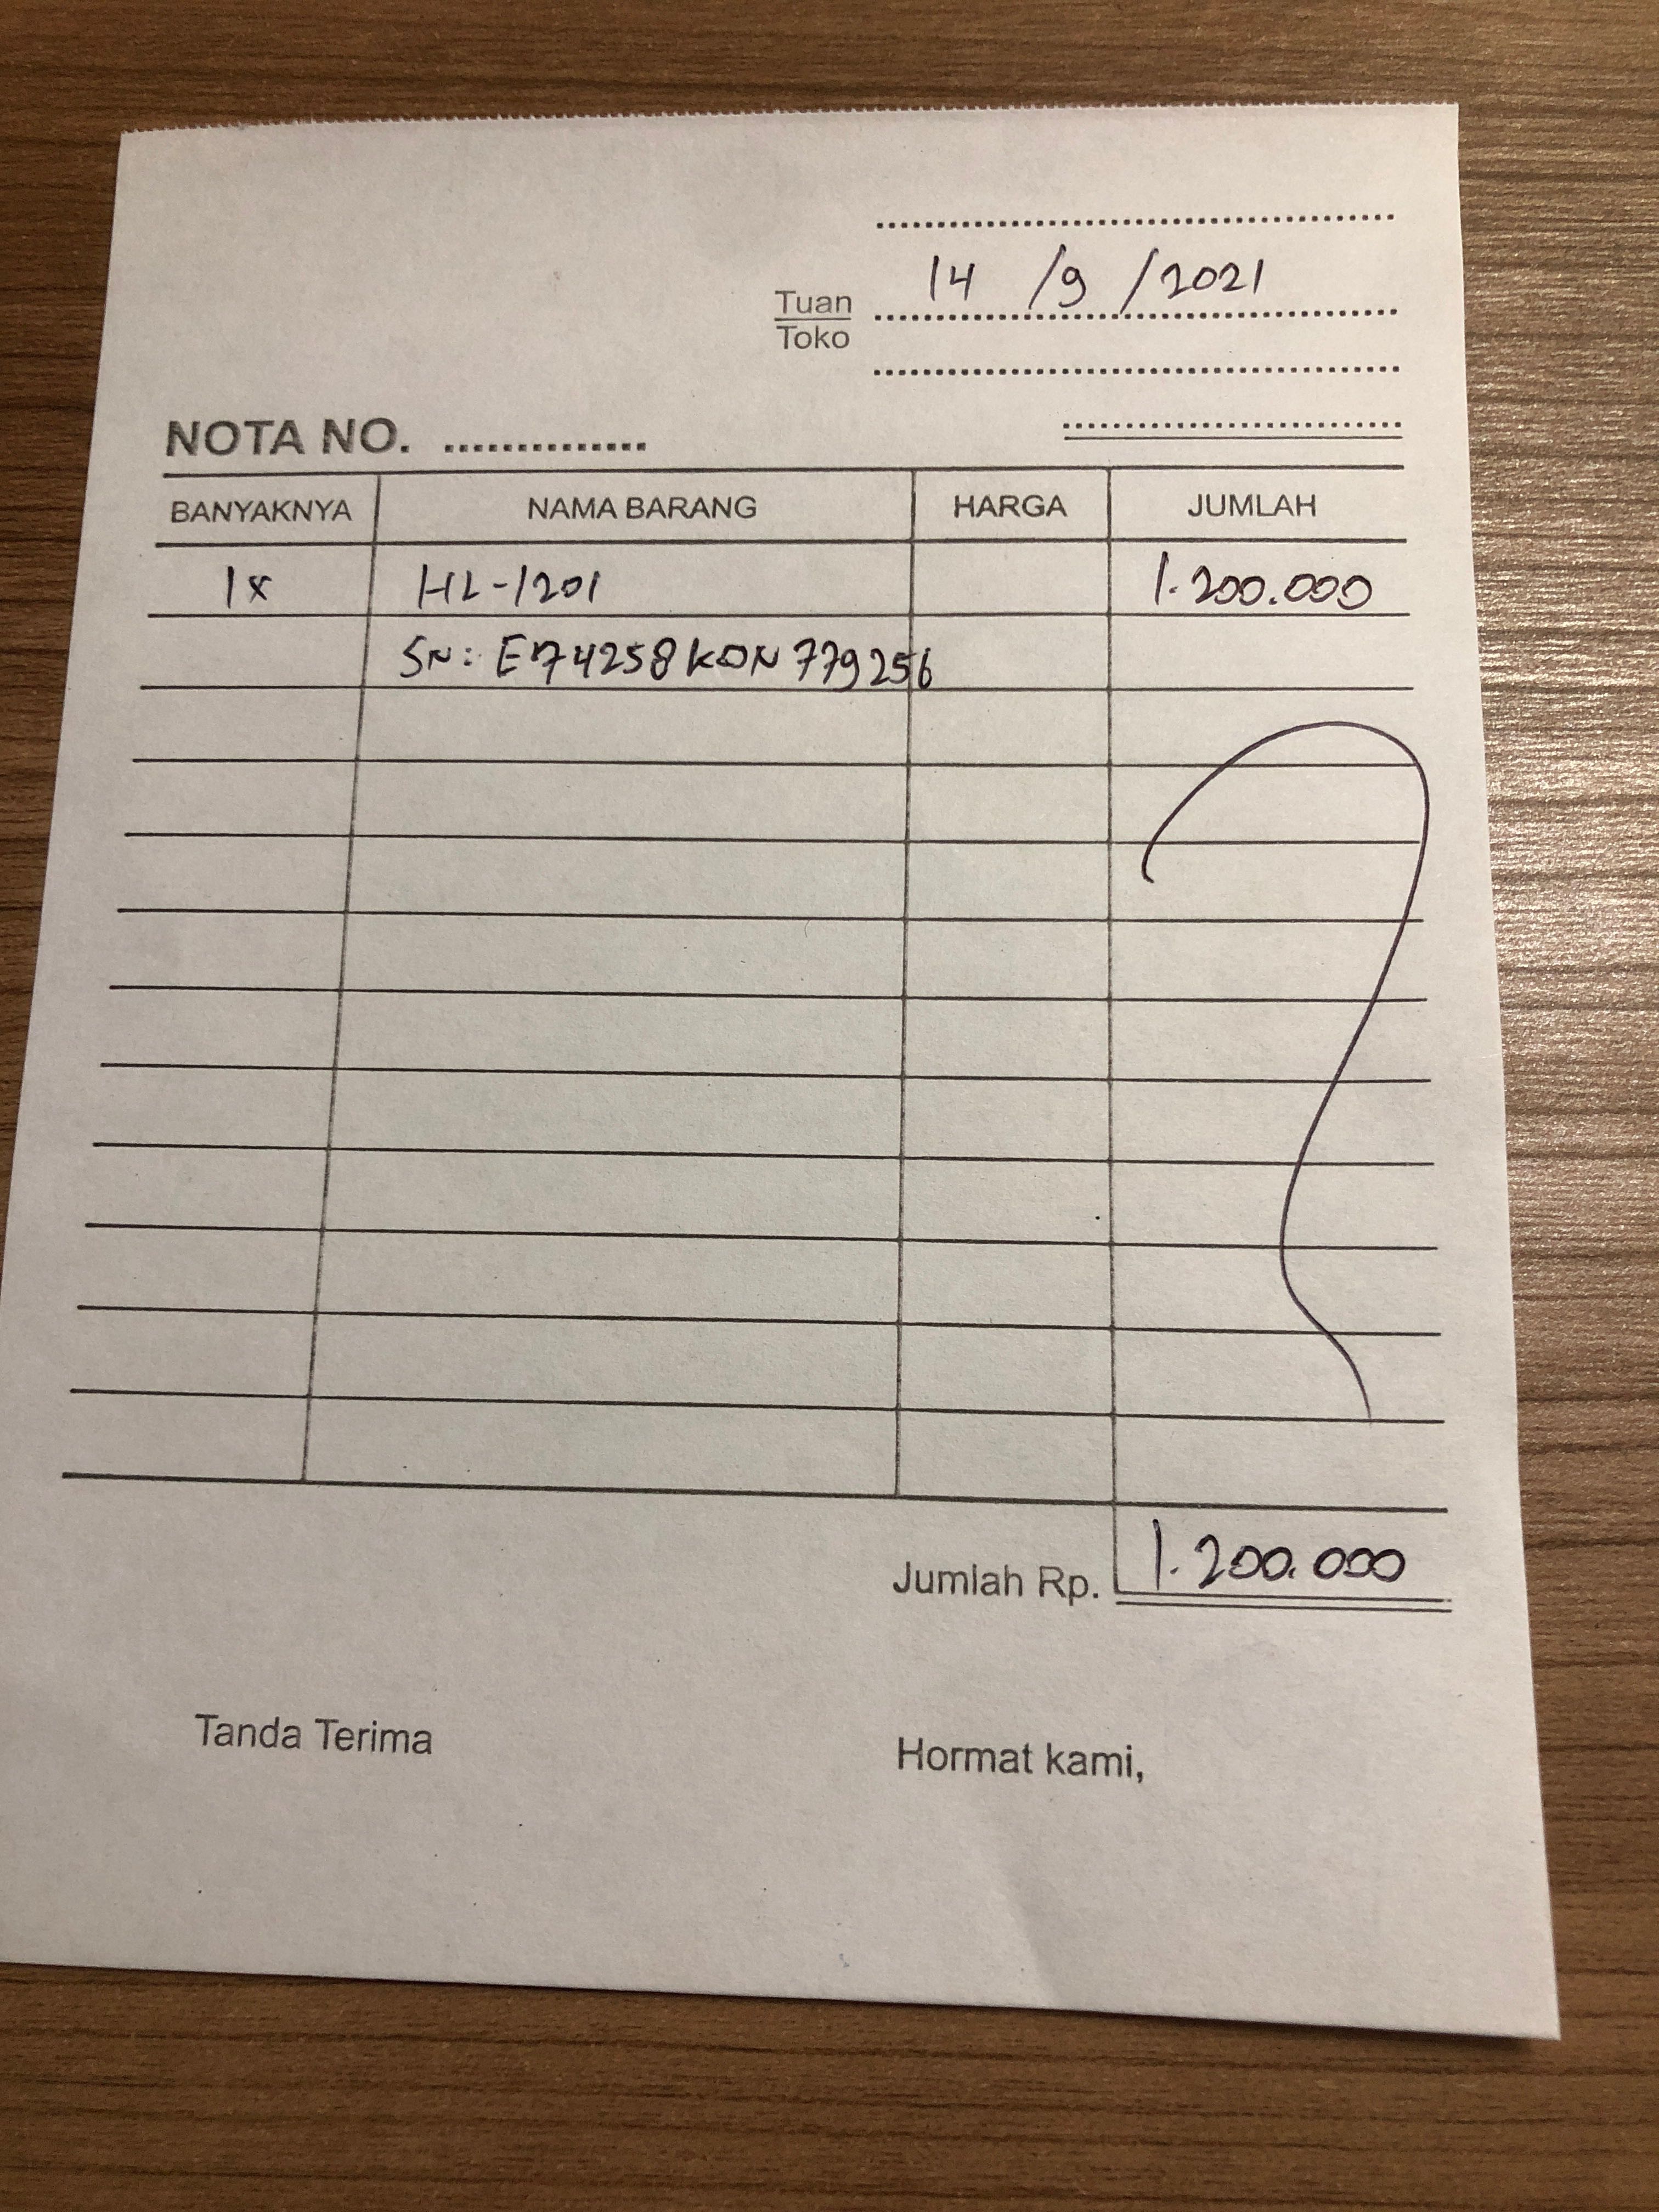 14 /9 /2021
Tuan
Toko
NOTA NO.
BANYAKNYA NAMA BARANG HARGA JUMLAH
1x HL-1201 1.200.000
SN: E74258K0N779256
Jumlah Rp. 1.200.000
Tanda Terima Hormat kami,